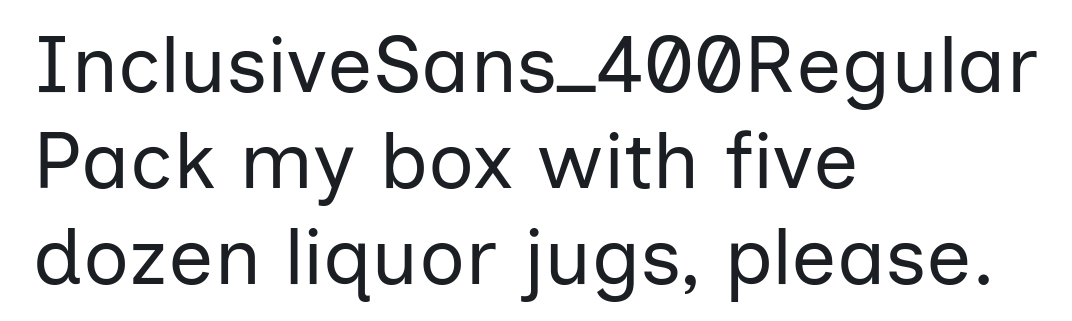 InclusiveSans_400Regular
Pack my box with five
dozen liquor jugs, please.